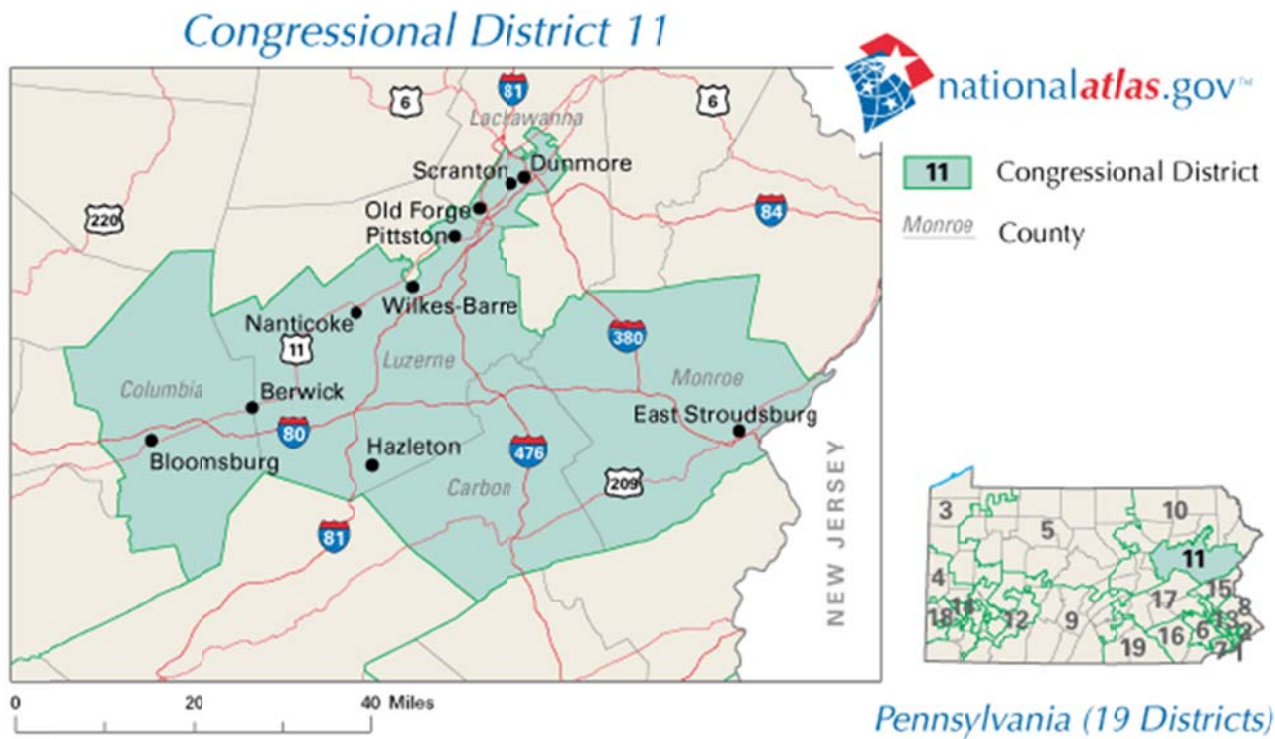 Congressional District 11
nationalatlas.gov™
11 Congressional District
Monroe County
81
6
6
Lackawanna
Scranton
Dunmore
Old Forge
Pittston
84
220
Wilkes-Barre
Nanticoke
11
380
Luzerne
Columbia
Monroe
Berwick
East Stroudsburg
80
Bloomsburg
Hazleton
476
Carbon
209
81
NEW JERSEY
0 20 40 Miles
3
5
10
11
4
15
18
12
9
17
8
13
16
6
2
19
7
1
Pennsylvania (19 Districts)